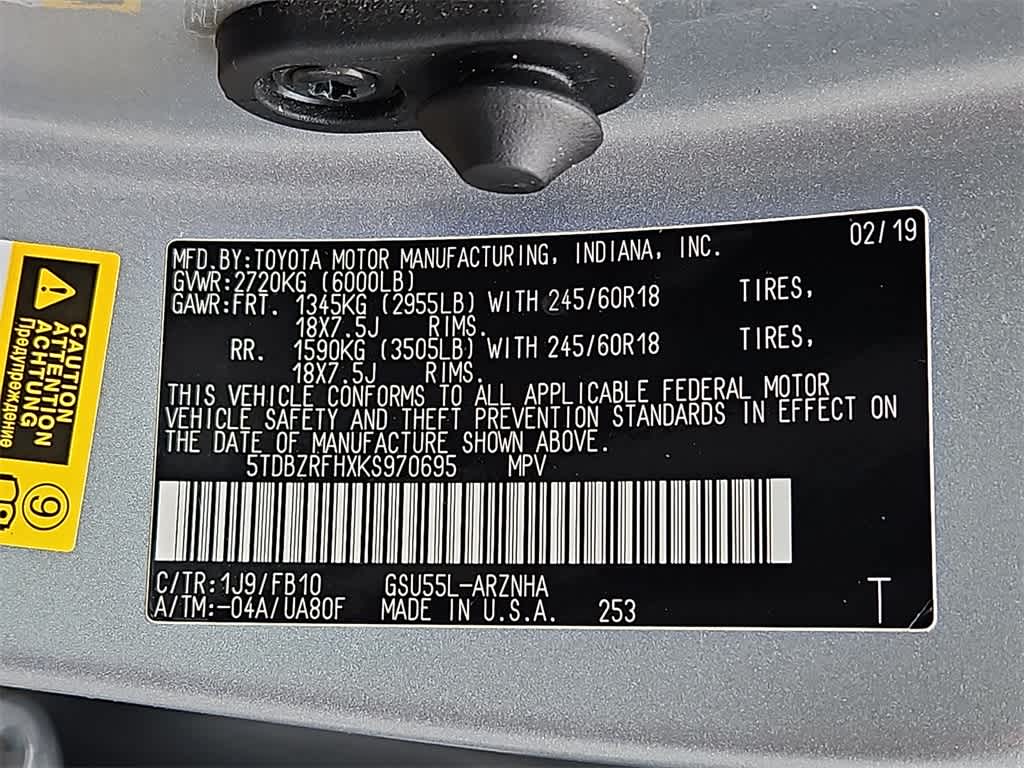 02/19
MFD.BY:TOYOTA MOTOR MANUFACTURING, INDIANA, INC.
GVWR:2720KG (6000LB)
GAWR:FRT. 1345KG (2955LB) WITH 245/60R18 TIRES,
18X7.5J RIMS.
RR. 1590KG (3505LB) WITH 245/60R18 TIRES,
18X7.5J RIMS.
THIS VEHICLE CONFORMS TO ALL APPLICABLE FEDERAL MOTOR
VEHICLE SAFETY AND THEFT PREVENTION STANDARDS IN EFFECT ON
THE DATE OF MANUFACTURE SHOWN ABOVE.
5TDBZRFHXKS970695 MPV
C/TR:1J9/FB10 GSU55L-ARZNHA
A/TM:-04A/UA80F MADE IN U.S.A. 253
T
CAUTION
ATTENTION
ACHTUNG
Предупреждение
9